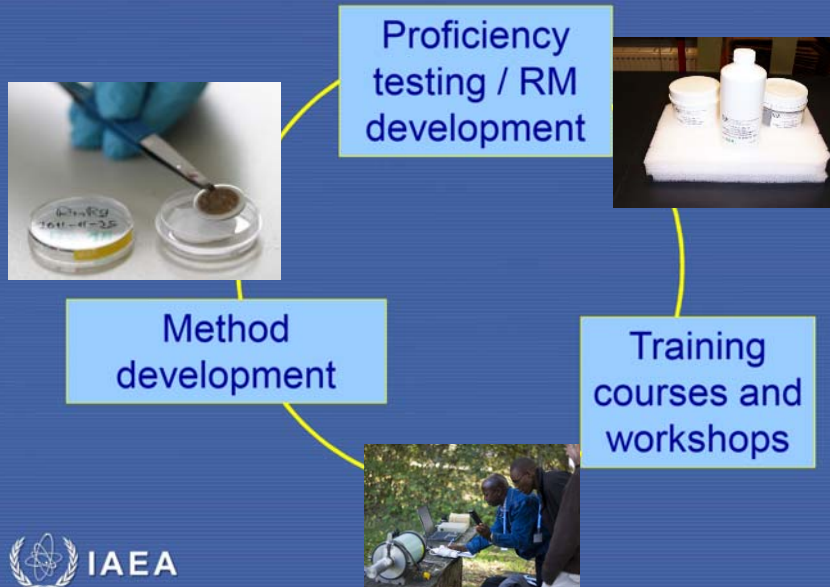 Proficiency
testing / RM
development
Method
development
Training
courses and
workshops
IAEA